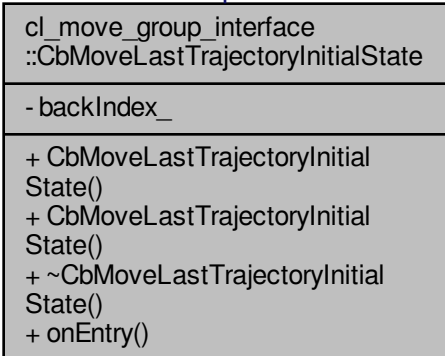 cl_move_group_interface
::CbMoveLastTrajectoryInitialState
- backIndex_
+ CbMoveLastTrajectoryInitial
State()
+ CbMoveLastTrajectoryInitial
State()
+ ~CbMoveLastTrajectoryInitial
State()
+ onEntry()